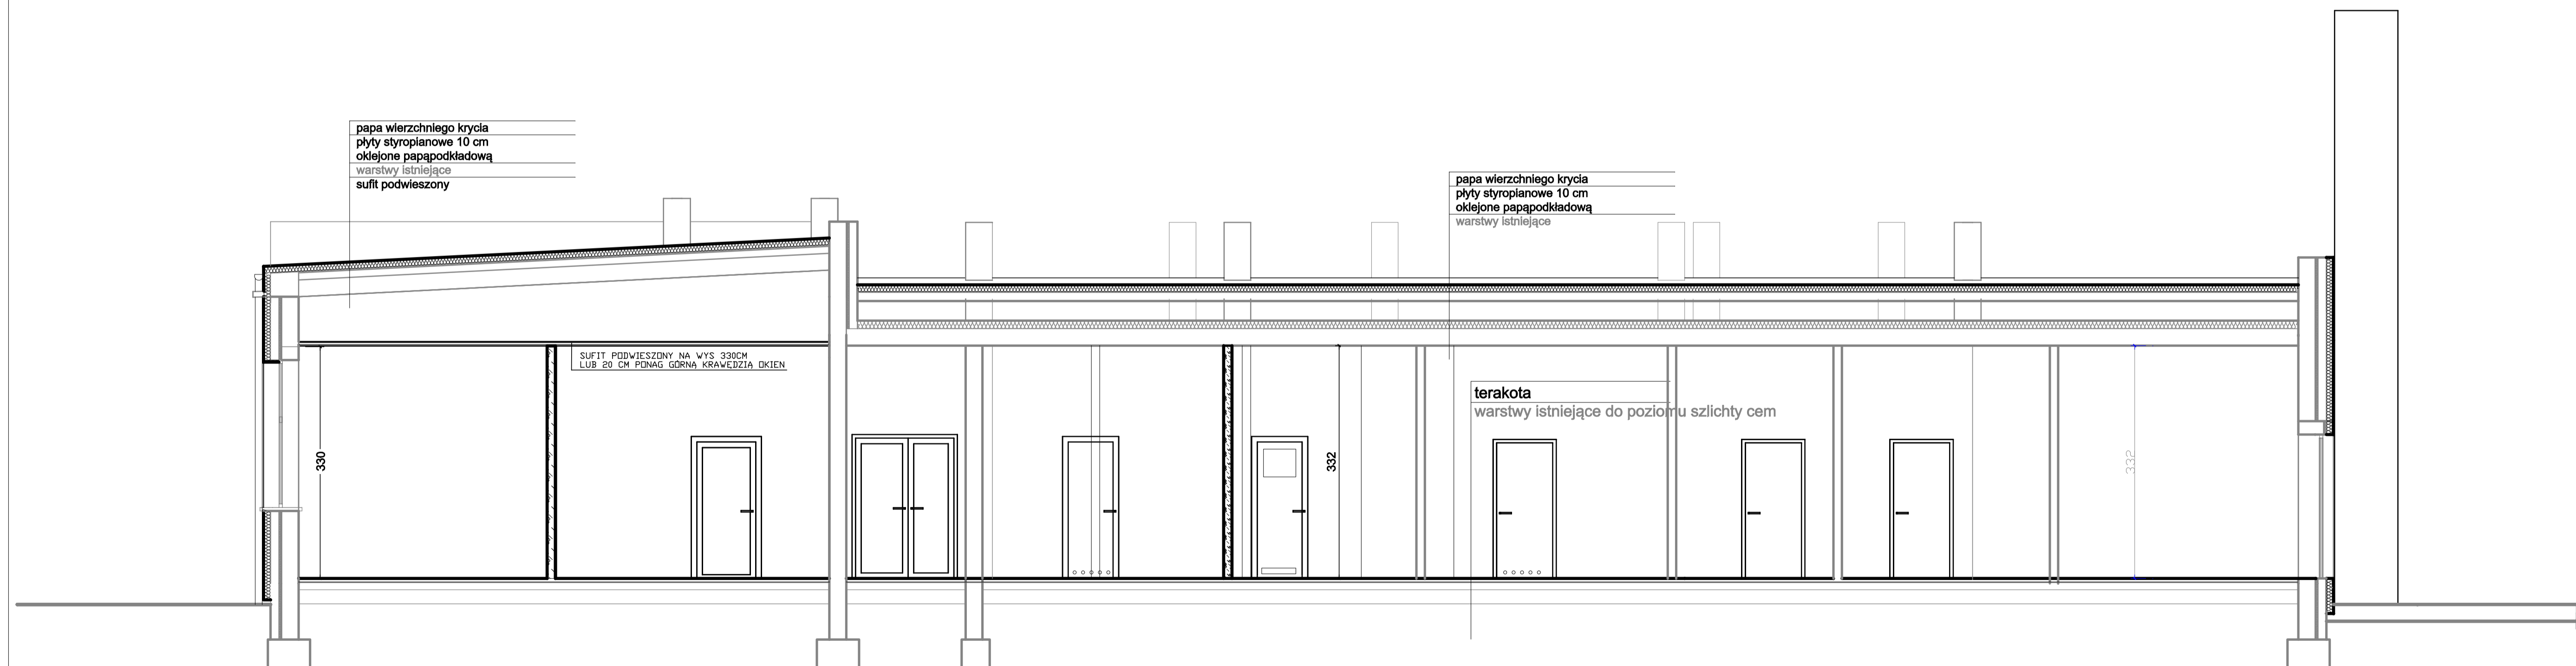 papa wierzchniego krycia
płyty styropianowe 10 cm
oklejone papąpodkładową
warstwy istniejące
sufit podwieszony
papa wierzchniego krycia
płyty styropianowe 10 cm
oklejone papąpodkładową
warstwy istniejące
SUFIT PODWIESZONY NA WYS 330CM
LUB 20 CM PONAG GÓRNĄ KRAWĘDZIĄ OKIEN
terakota
warstwy istniejące do poziomu szlichty cem
330
332
332